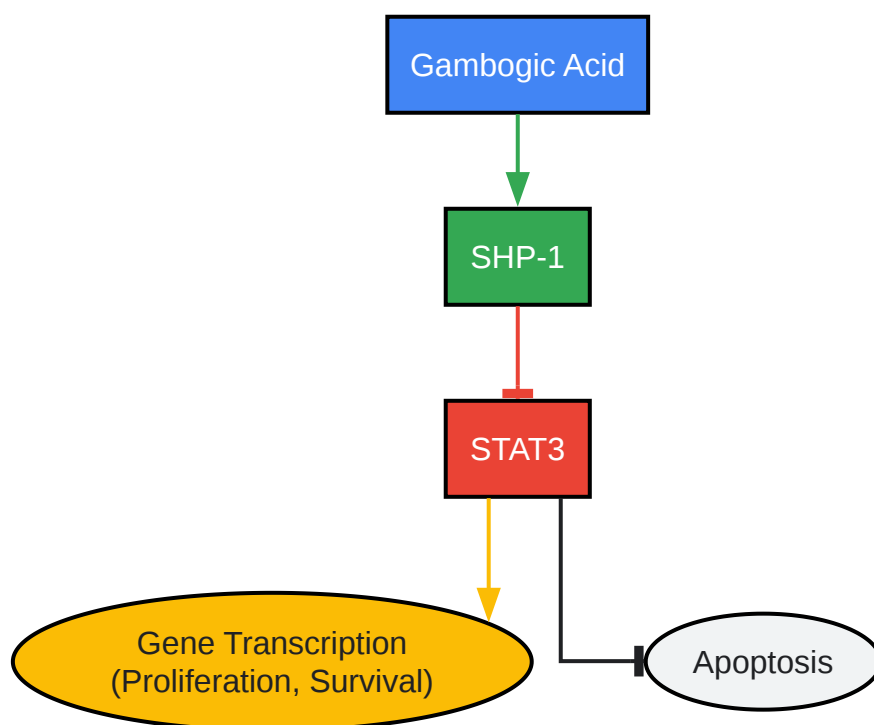 Gambogic Acid
SHP-1
STAT3
Gene Transcription
(Proliferation, Survival)
Apoptosis